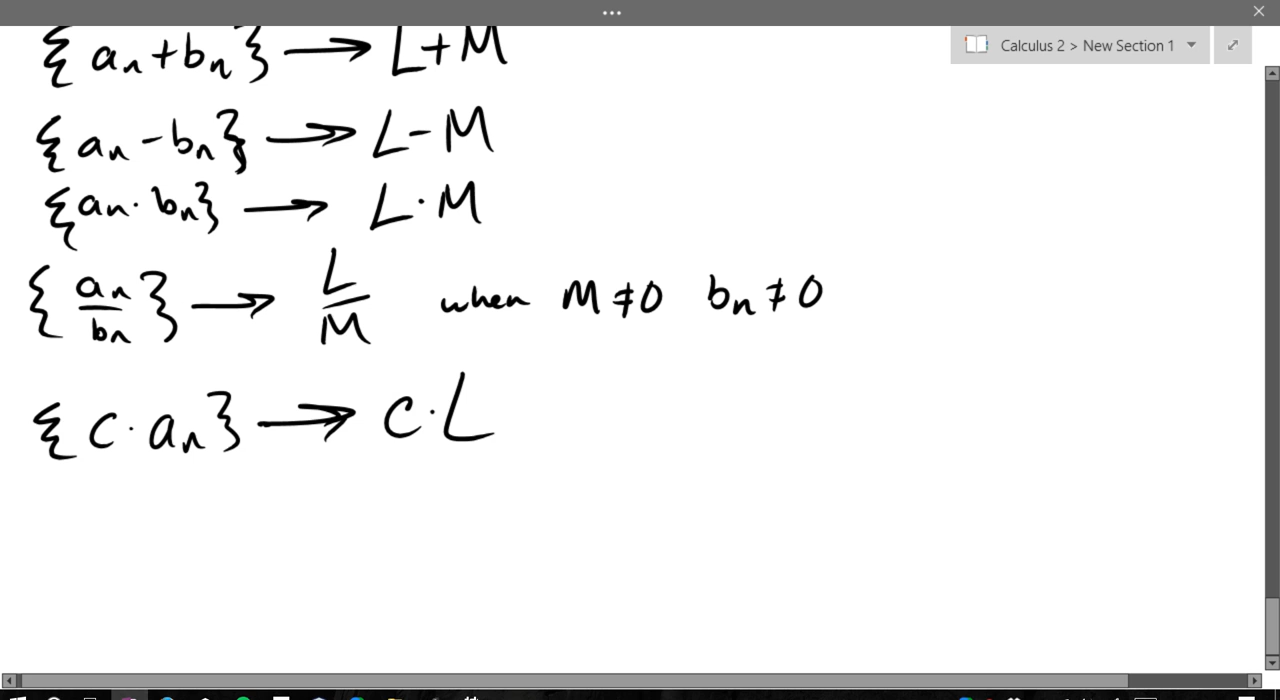 Calculus 2 > New Section 1
{aₙ+bₙ} ⟶ L+M
{aₙ-bₙ} ⟶ L-M
{aₙ·bₙ} ⟶ L·M
{aₙ/bₙ} ⟶ L/M when M≠0 bₙ≠0
{c·aₙ} ⟶ c·L